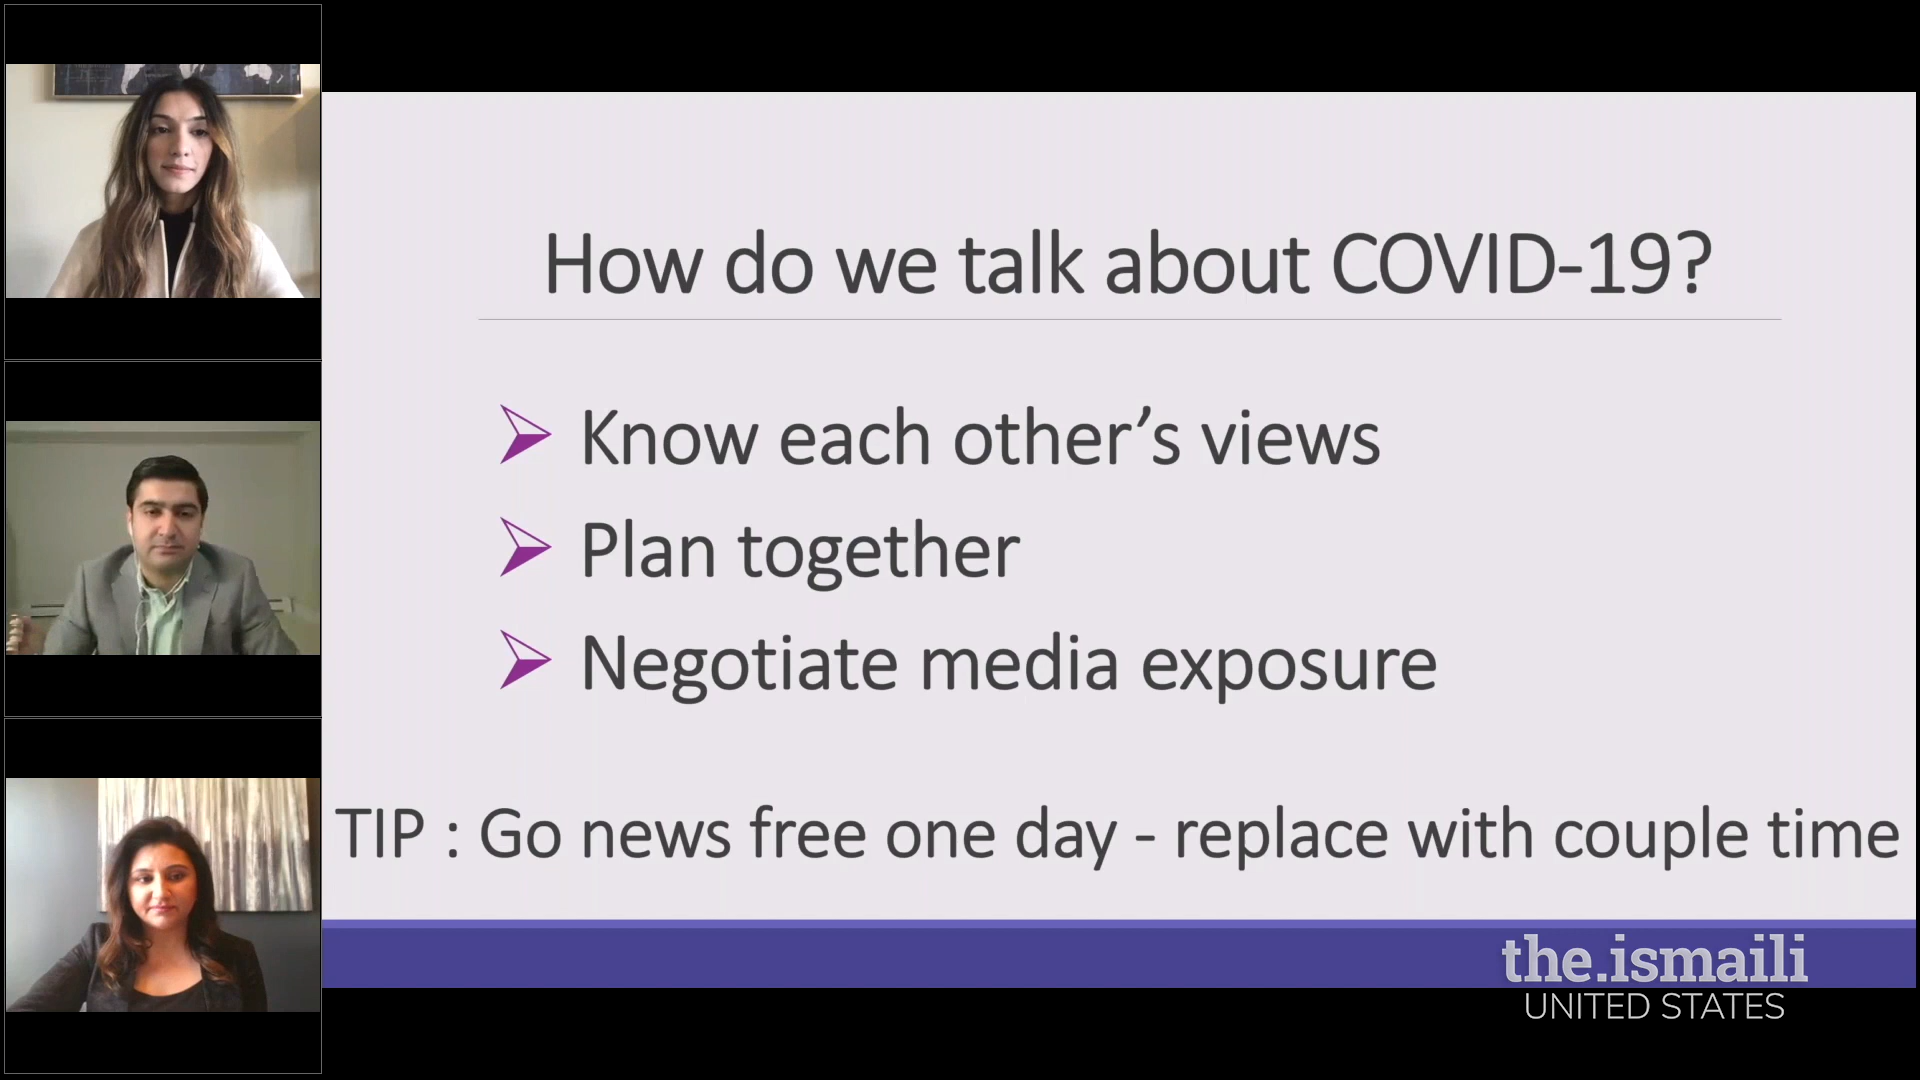 How do we talk about COVID-19?
Know each other’s views
Plan together
Negotiate media exposure
TIP : Go news free one day - replace with couple time
the.ismaili
UNITED STATES